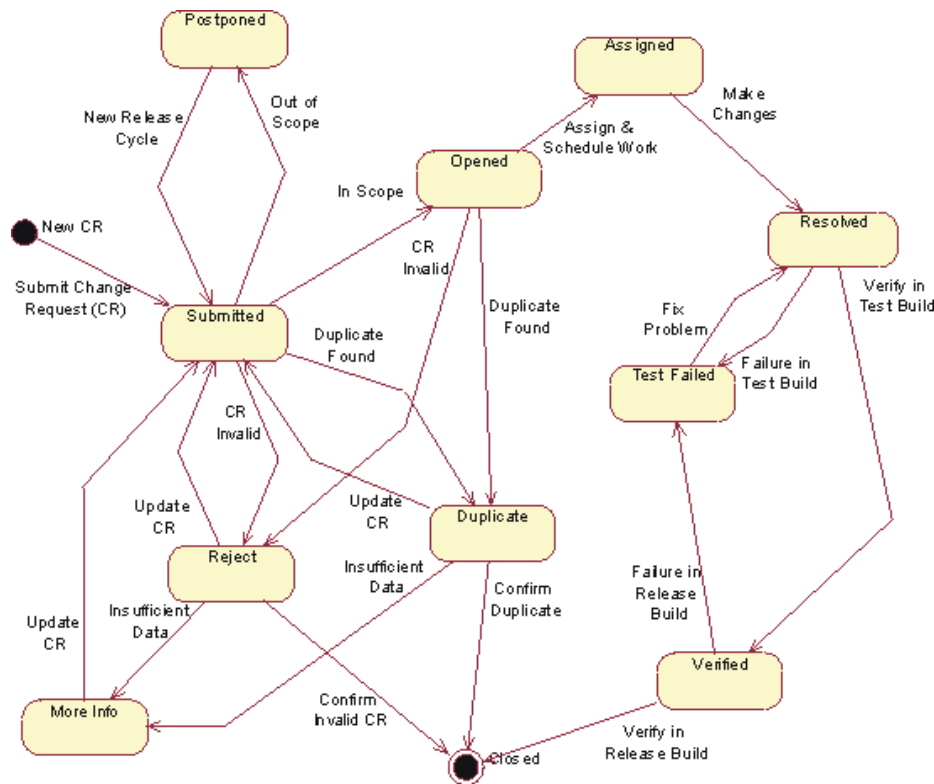 Postponed
Assigned
New Release
Cycle
Out of
Scope
Make
Changes
Assign &
Schedule Work
Opened
In Scope
New CR
CR
Invalid
Resolved
Submit Change
Request (CR)
Submitted
Duplicate
Found
Duplicate
Found
Fix
Problem
Verify in
Test Build
Failure in
Test Build
Test Failed
CR
Invalid
Update
CR
Update
CR
Duplicate
Reject
Insufficient
Data
Insufficient
Data
Confirm
Duplicate
Failure in
Release
Build
Update
CR
Verified
More Info
Confirm
Invalid CR
Closed
Verify in
Release Build